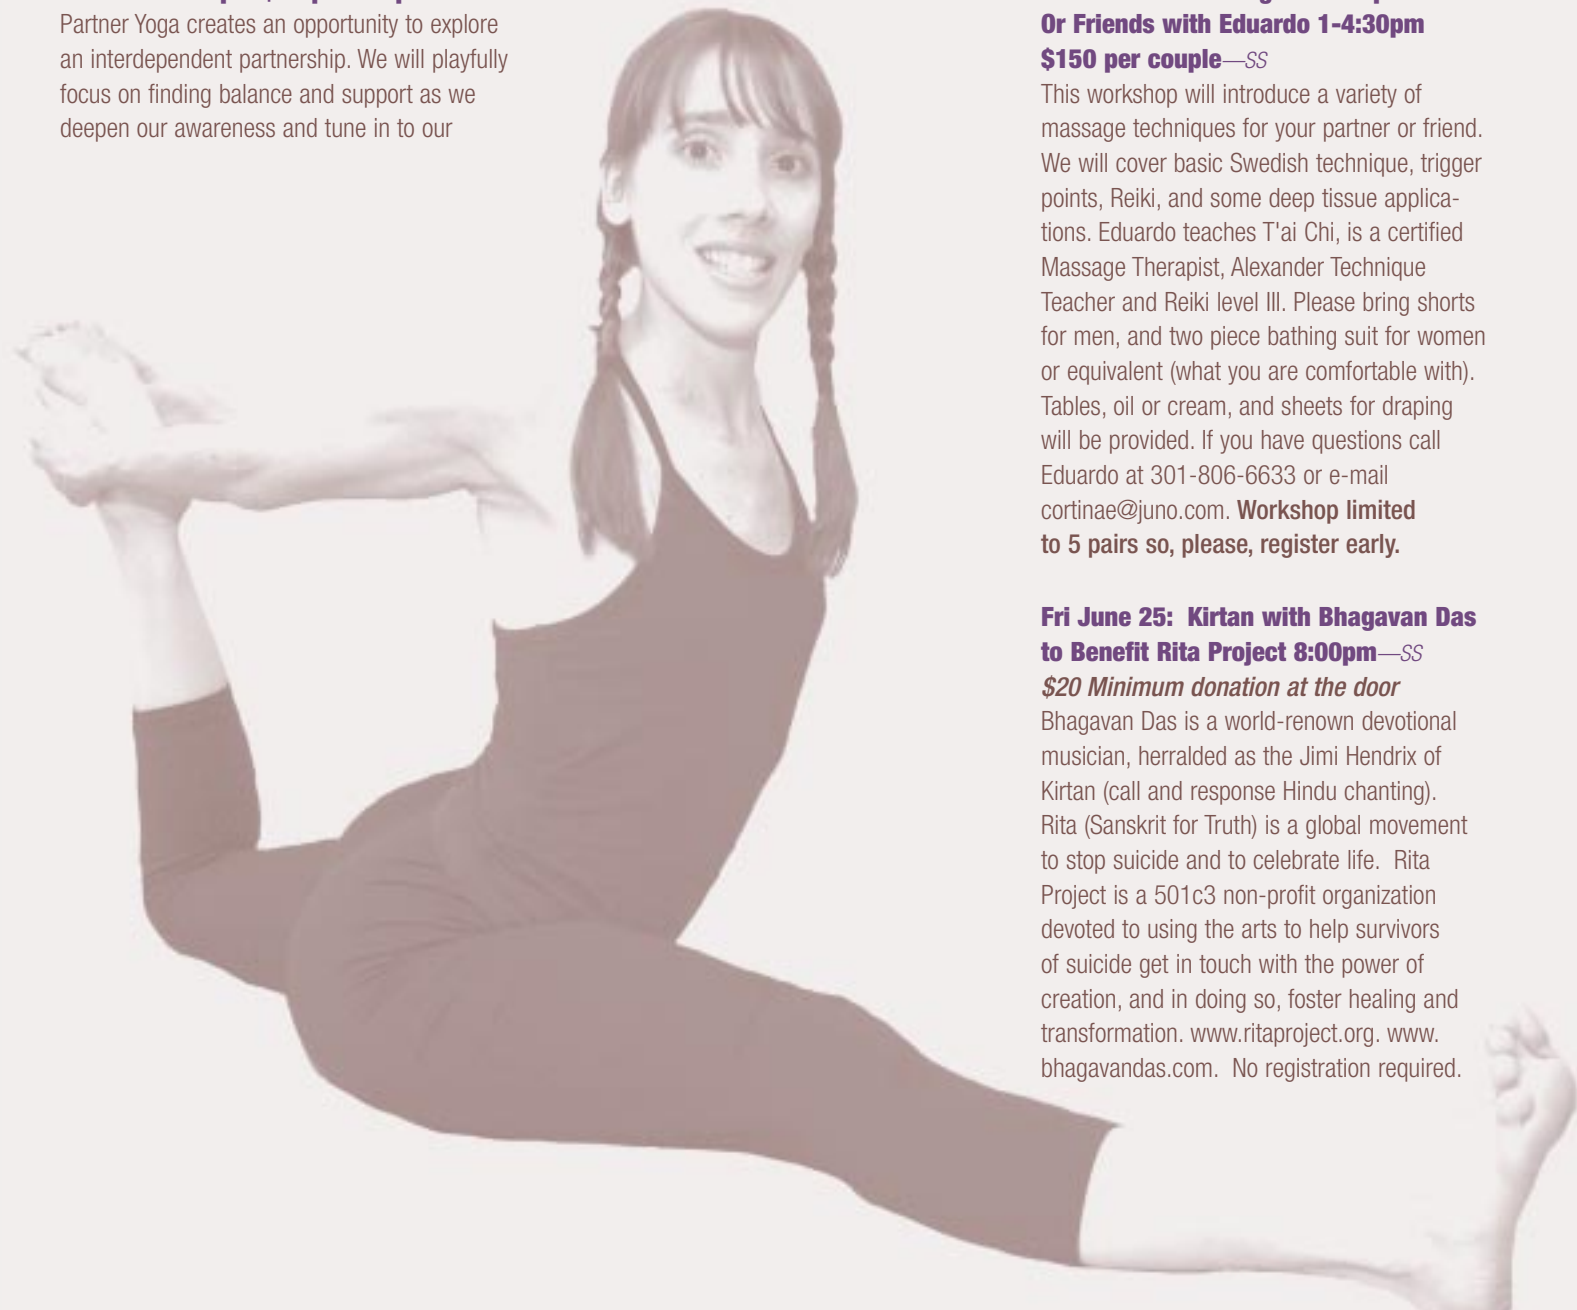 Partner Yoga creates an opportunity to explore
an interdependent partnership. We will playfully
focus on finding balance and support as we
deepen our awareness and tune in to our
Or Friends with Eduardo 1-4:30pm
$150 per couple—SS
This workshop will introduce a variety of
massage techniques for your partner or friend.
We will cover basic Swedish technique, trigger
points, Reiki, and some deep tissue applica-
tions. Eduardo teaches T'ai Chi, is a certified
Massage Therapist, Alexander Technique
Teacher and Reiki level III. Please bring shorts
for men, and two piece bathing suit for women
or equivalent (what you are comfortable with).
Tables, oil or cream, and sheets for draping
will be provided. If you have questions call
Eduardo at 301-806-6633 or e-mail
cortinae@juno.com. Workshop limited
to 5 pairs so, please, register early.
Fri June 25:  Kirtan with Bhagavan Das
to Benefit Rita Project 8:00pm—SS
$20 Minimum donation at the door
Bhagavan Das is a world-renown devotional
musician, herralded as the Jimi Hendrix of
Kirtan (call and response Hindu chanting).
Rita (Sanskrit for Truth) is a global movement
to stop suicide and to celebrate life.  Rita
Project is a 501c3 non-profit organization
devoted to using the arts to help survivors
of suicide get in touch with the power of
creation, and in doing so, foster healing and
transformation. www.ritaproject.org. www.
bhagavandas.com.  No registration required.